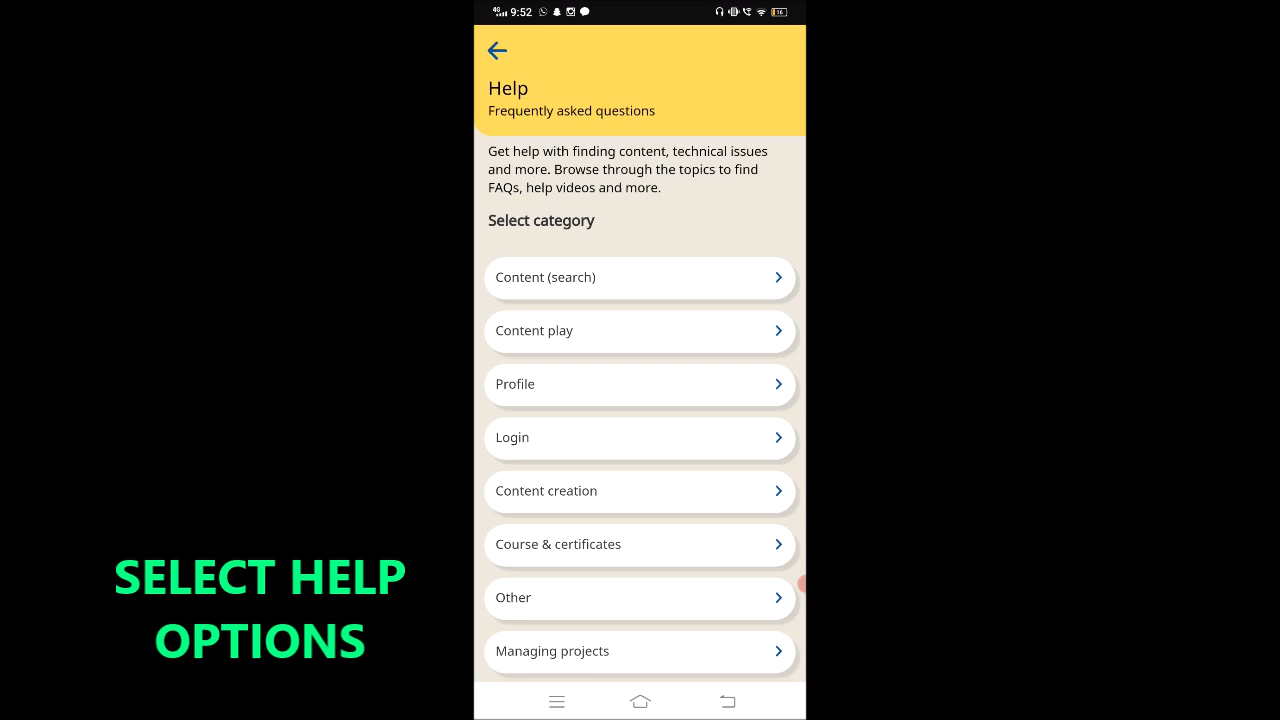 4G 9:52 16
Help
Frequently asked questions
Get help with finding content, technical issues
and more. Browse through the topics to find
FAQs, help videos and more.
Select category
Content (search)
Content play
Profile
Login
Content creation
Course & certificates
Other
Managing projects
SELECT HELP
OPTIONS